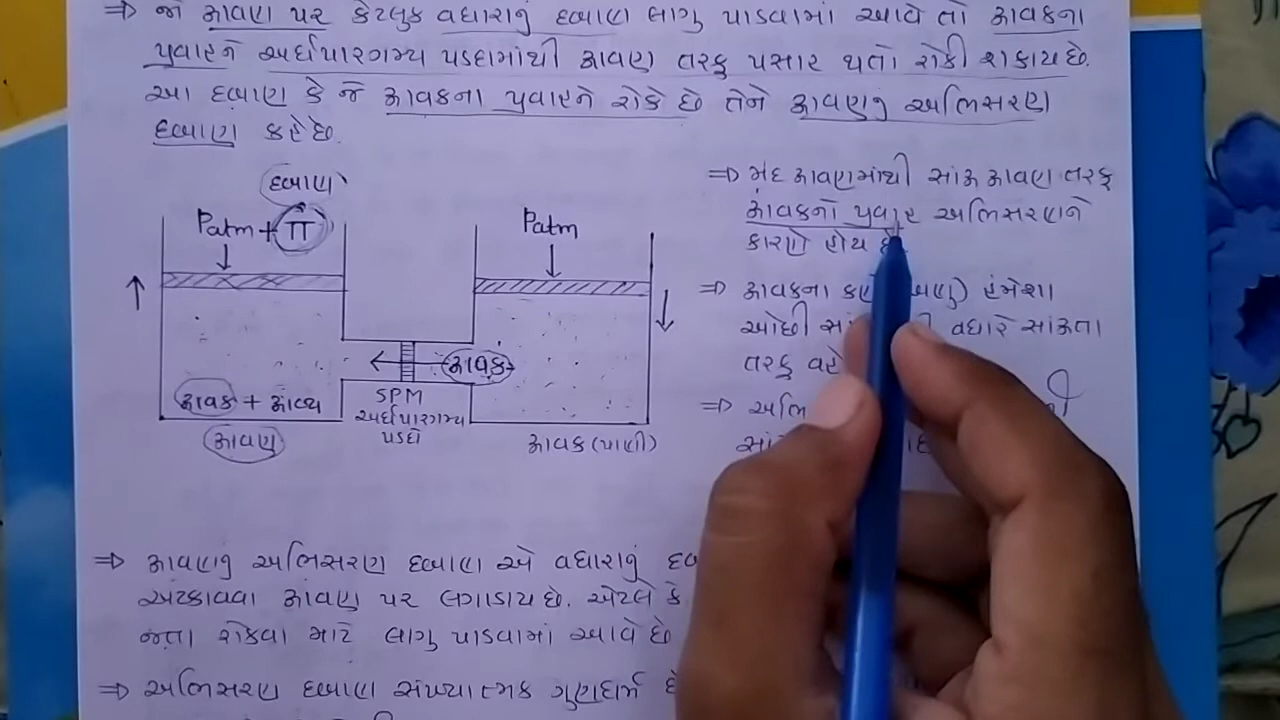 ⇒ જો દ્રાવણ પર કેટલુક વધારાનું દબાણ લાગુ પાડવામાં આવે તો દ્રાવકના
પ્રવાહને અર્ધપારગમ્ય પડદામાંથી દ્રાવણ તરફ પસાર થતો રોકી શકાય છે.
આ દબાણ કે જે દ્રાવકના પ્રવાહને રોકે છે તેને દ્રાવણનું અભિસરણ
દબાણ કહે છે.
દબાણ
Patm + π
Patm
દ્રાવક
દ્રાવક + દ્રાવ્ય
SPM
અર્ધપારગમ્ય
પડદો
દ્રાવણ
દ્રાવક (પાણી)
⇒ મંદ દ્રાવણમાંથી સાંદ્ર દ્રાવણ તરફ
દ્રાવકનો પ્રવાહ અભિસરણને
કારણે હોય
⇒ દ્રાવકના હંમેશા
ઓછી વધારે સાંદ્રતા
તરફ વહે
⇒
⇒ દ્રાવણનું અભિસરણ દબાણ એ વધારાનું
અટકાવવા દ્રાવણ પર લગાડાય છે. એટલે કે
જતા રોકવા માટે લાગુ પાડવામાં આવે છે
⇒ અભિસરણ દબાણ સંખ્યાત્મક ગુણધર્મ